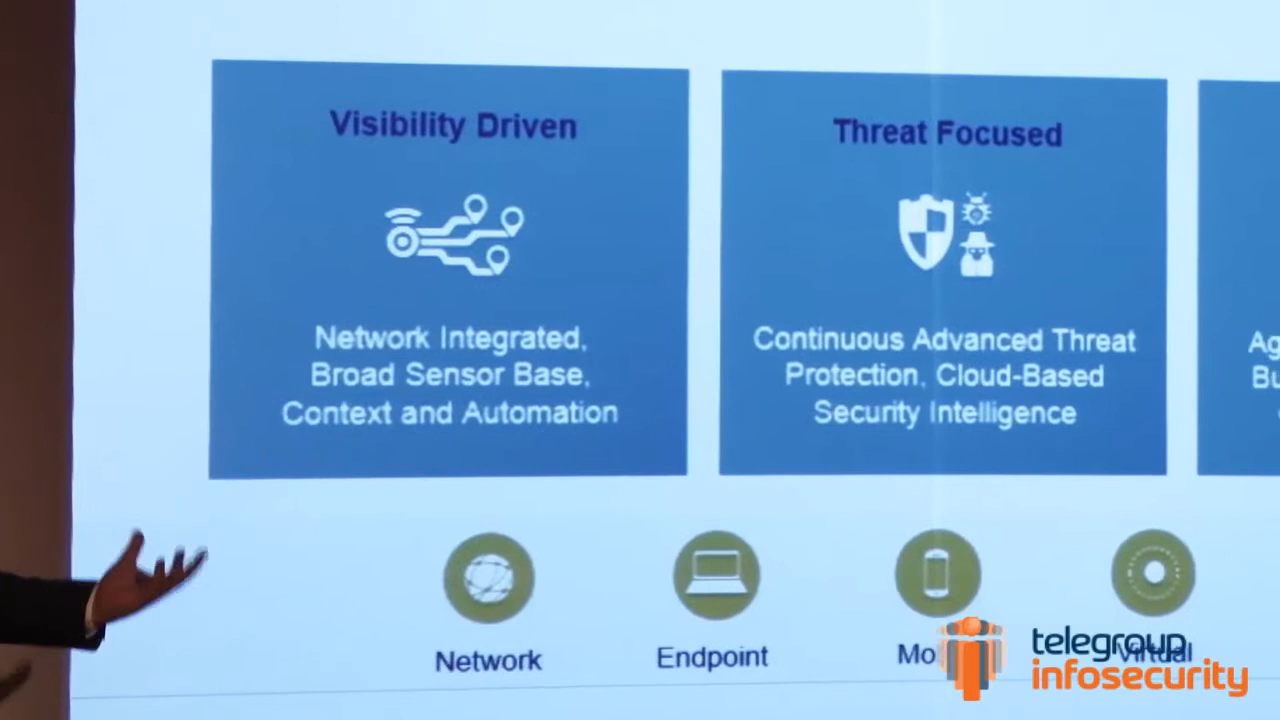 Visibility Driven
Network Integrated,
Broad Sensor Base,
Context and Automation
Threat Focused
Continuous Advanced Threat
Protection, Cloud-Based
Security Intelligence
Network
Endpoint
Virtual
telegroup
infosecurity